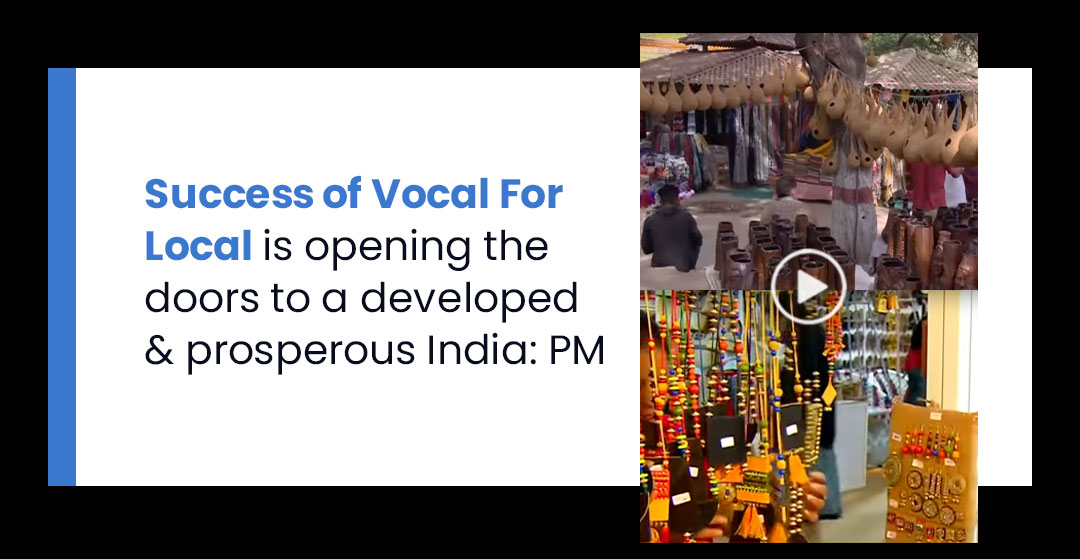 Success of Vocal For
Local is opening the
doors to a developed
& prosperous India: PM